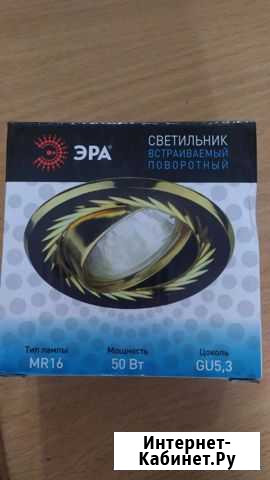 ЭРА®
СВЕТИЛЬНИК
ВСТРАИВАЕМЫЙ
ПОВОРОТНЫЙ
Тип лампы
MR16
Мощность
50 Вт
Цоколь
GU5,3
Интернет-
Кабинет.Ру